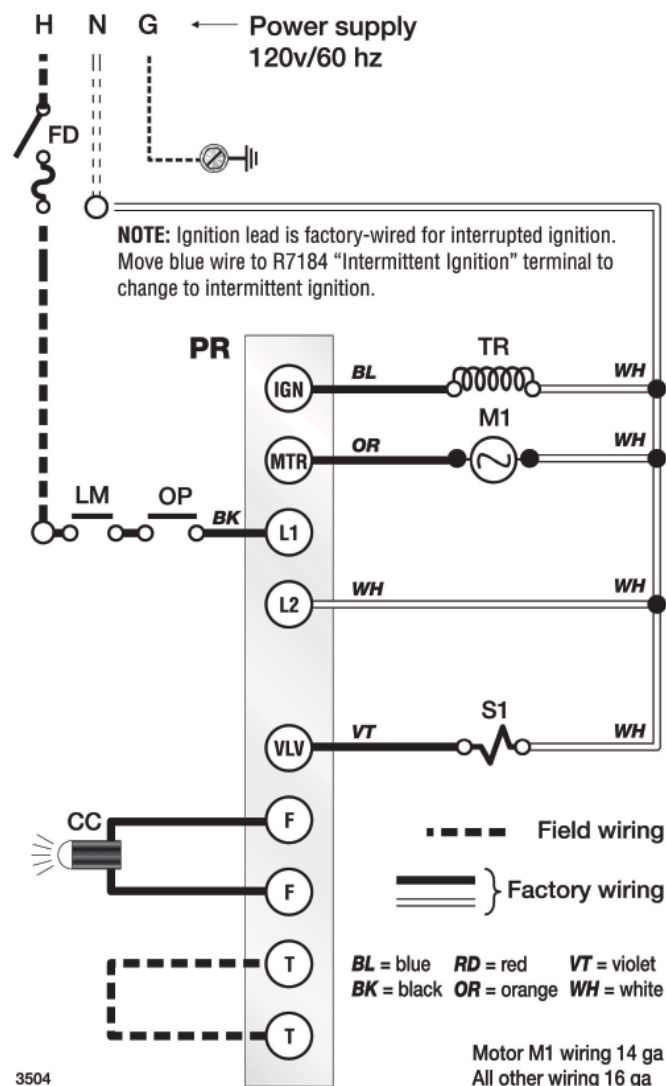 H N G Power supply
120v/60 hz
FD
NOTE: Ignition lead is factory-wired for interrupted ignition.
Move blue wire to R7184 “Intermittent Ignition” terminal to
change to intermittent ignition.
PR
TR
IGN BL WH
M1
MTR OR WH
LM OP BK L1
L2 WH
S1
VLV VT WH
CC F
Field wiring
F Factory wiring
T
BL = blue RD = red VT = violet
BK = black OR = orange WH = white
T
Motor M1 wiring 14 ga
3504 All other wiring 16 ga